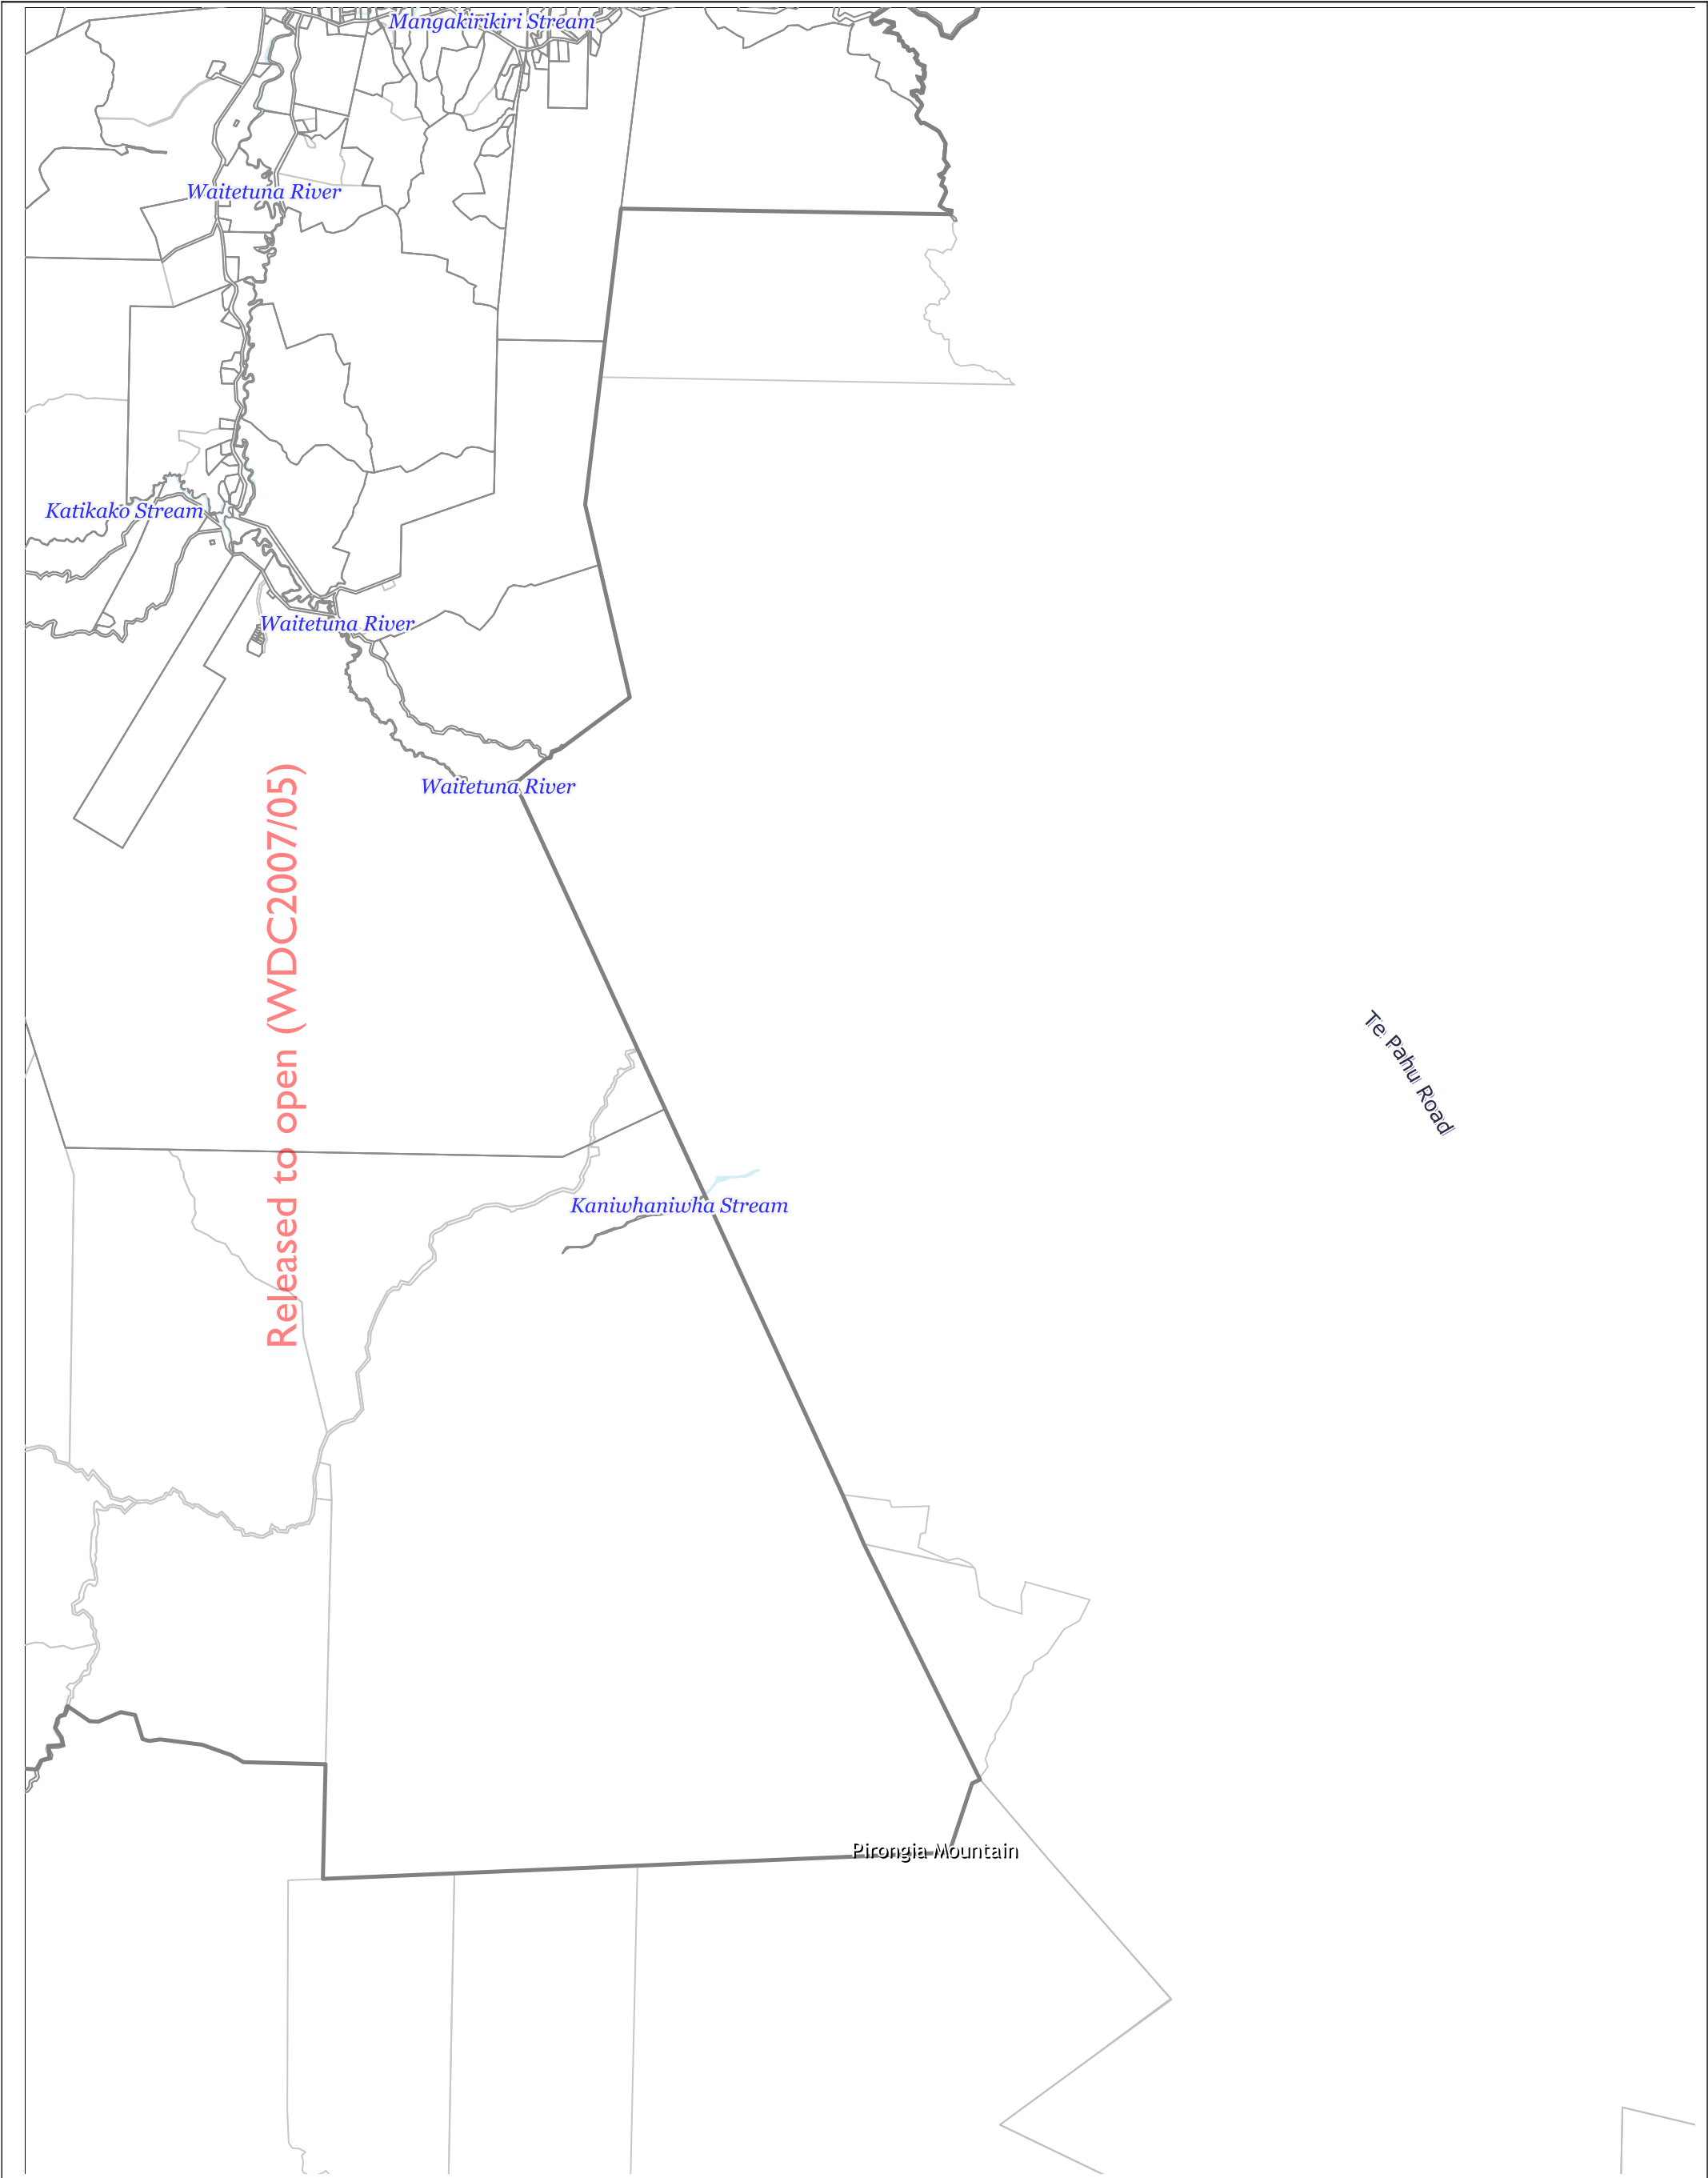 Mangakirikiri Stream
Waitetuna River
Katikako Stream
Waitetuna River
Waitetuna River
Released to open (WDC2007/05)
Te Pahu Road
Kaniwhaniwha Stream
Pirongia Mountain